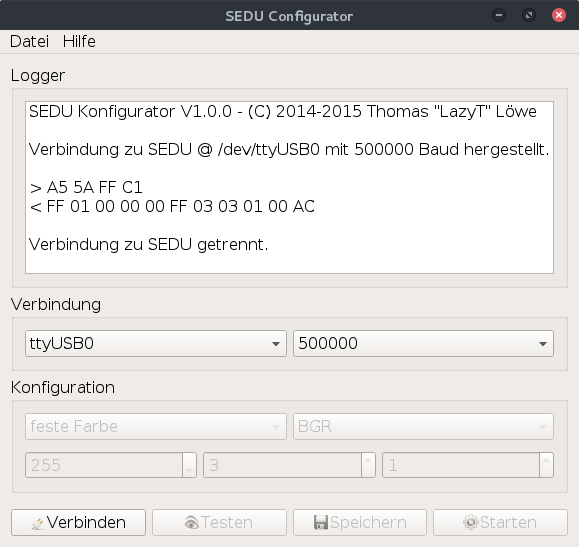 SEDU Configurator
Datei Hilfe
Logger
SEDU Konfigurator V1.0.0 - (C) 2014-2015 Thomas "LazyT" Löwe
Verbindung zu SEDU @ /dev/ttyUSB0 mit 500000 Baud hergestellt.
> A5 5A FF C1
< FF 01 00 00 00 FF 03 03 01 00 AC
Verbindung zu SEDU getrennt.
Verbindung
ttyUSB0 500000
Konfiguration
feste Farbe BGR
255 3 1
Verbinden Testen Speichern Starten